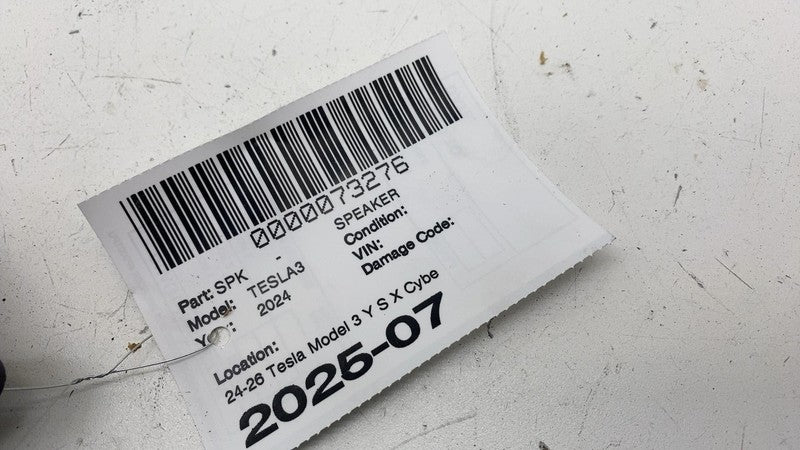 0000073276
Part: SPK - SPEAKER
Model: TESLA3 Condition:
Year: 2024 VIN:
Damage Code:
Location:
24-26 Tesla Model 3 Y S X Cybe
2025-07